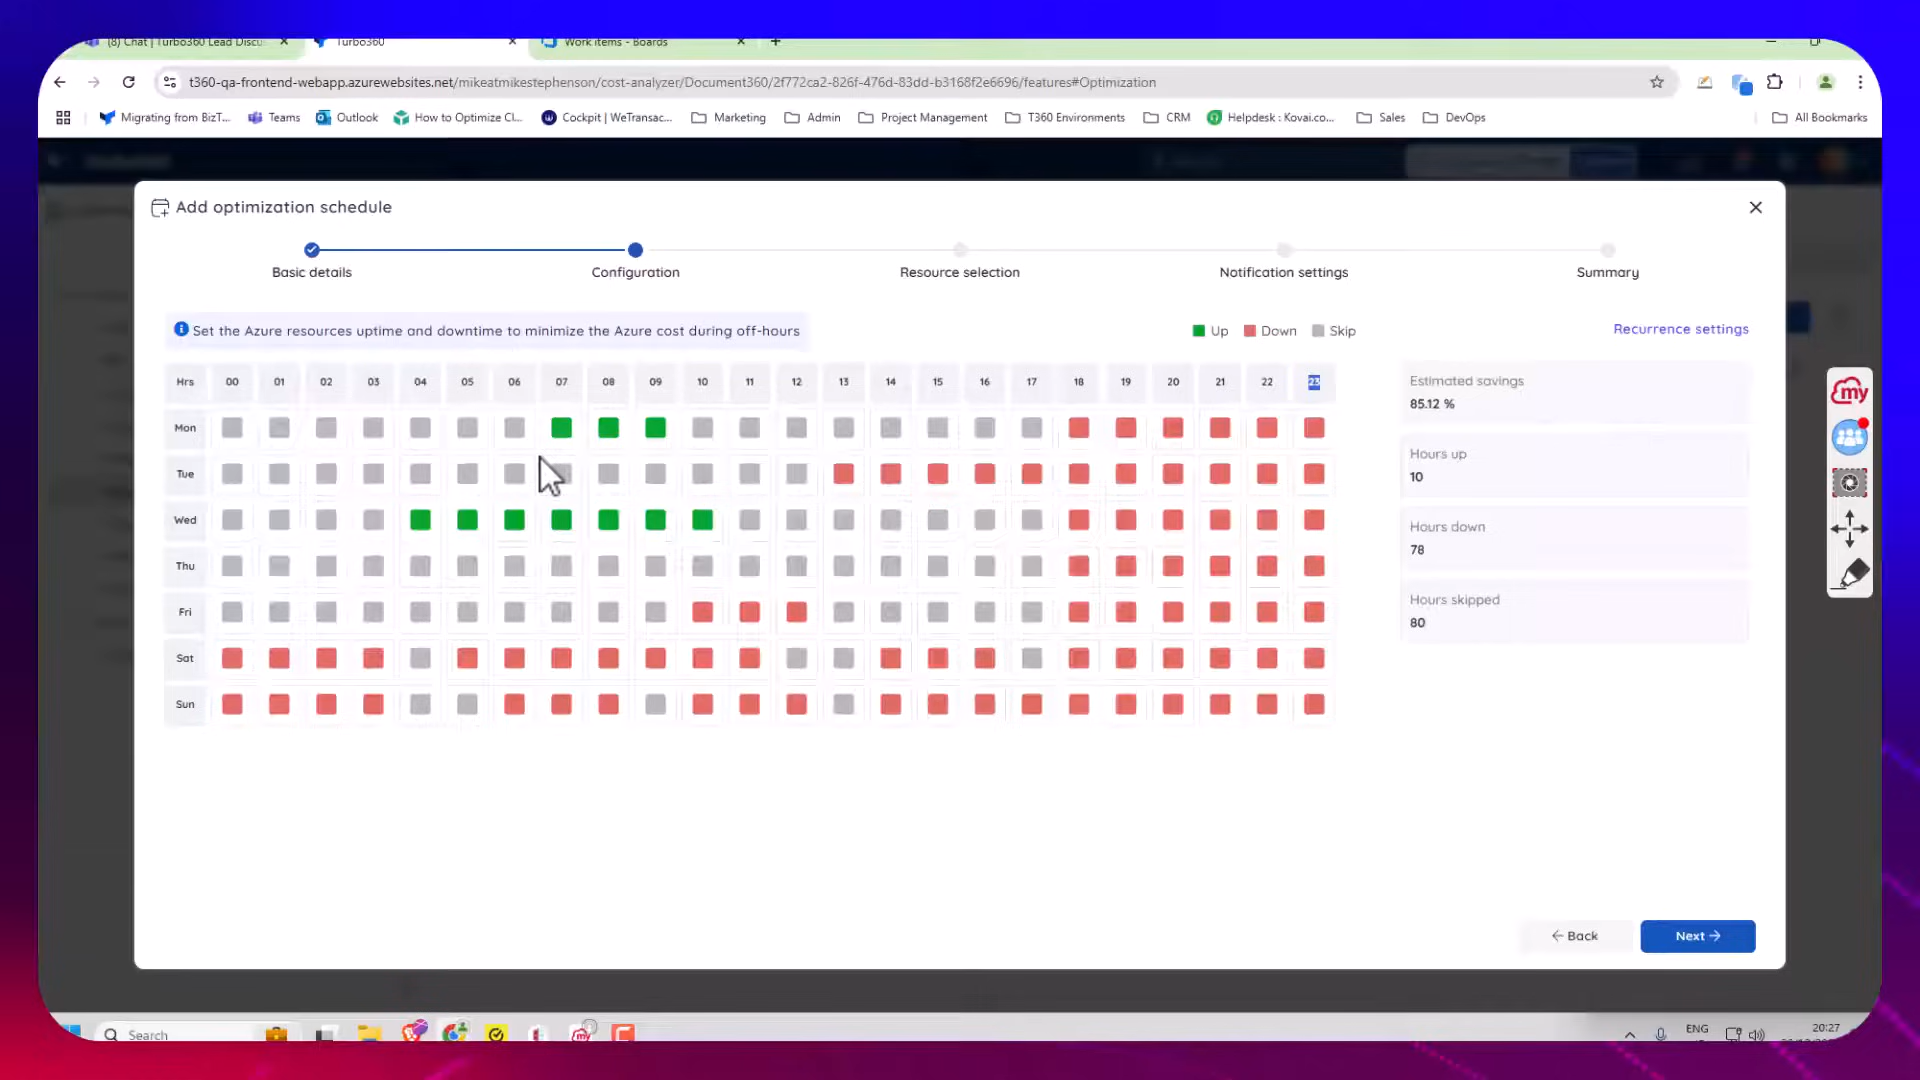 (8) Chat | Turbo360 Lead Discu
Turbo360
Work items - Boards
t360-qa-frontend-webapp.azurewebsites.net/mikeatmikestephenson/cost-analyzer/Document360/2f772ca2-826f-476d-83dd-b3168f2e6696/features#Optimization
Migrating from BizT...
Teams
Outlook
How to Optimize Cl...
Cockpit | WeTransac...
Marketing
Admin
Project Management
T360 Environments
CRM
Helpdesk : Kovai.co...
Sales
DevOps
All Bookmarks
Add optimization schedule
Basic details
Configuration
Resource selection
Notification settings
Summary
Set the Azure resources uptime and downtime to minimize the Azure cost during off-hours
Up Down Skip
Recurrence settings
Hrs 00 01 02 03 04 05 06 07 08 09 10 11 12 13 14 15 16 17 18 19 20 21 22 23
Mon
Tue
Wed
Thu
Fri
Sat
Sun
Estimated savings
85.12 %
Hours up
10
Hours down
78
Hours skipped
80
my
← Back
Next →
Search
ENG
20:27